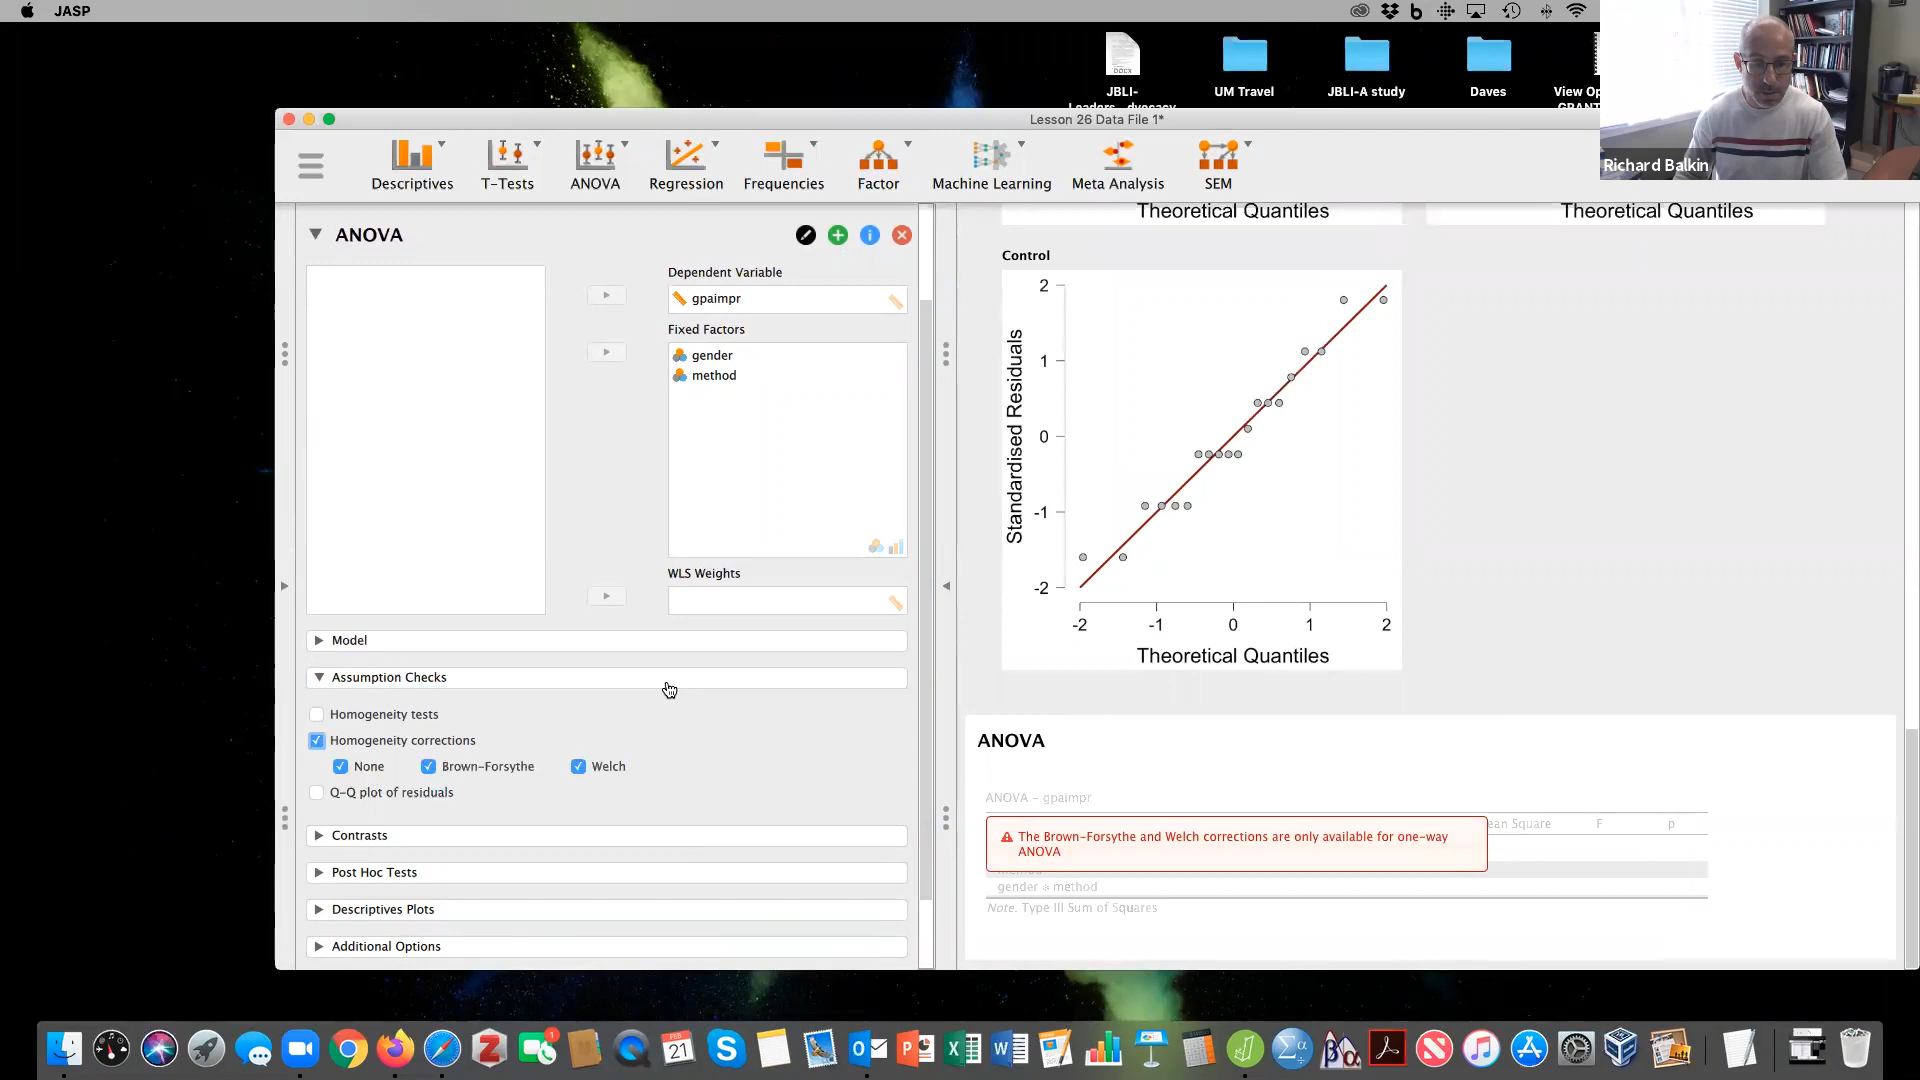 JASP
JBLI-
UM Travel
JBLI-A study
Daves
DOCX
Richard Balkin
Lesson 26 Data File 1*
Descriptives
T-Tests
ANOVA
Regression
Frequencies
Factor
Machine Learning
Meta Analysis
SEM
ANOVA
Dependent Variable
gpaimpr
Fixed Factors
gender
method
WLS Weights
Model
Assumption Checks
Homogeneity tests
Homogeneity corrections
None
Brown-Forsythe
Welch
Q-Q plot of residuals
Contrasts
Post Hoc Tests
Descriptives Plots
Additional Options
Theoretical Quantiles
Theoretical Quantiles
Control
2
1
0
-1
-2
Standardised Residuals
-2 -1 0 1 2
Theoretical Quantiles
ANOVA
ANOVA - gpaimpr
F p
The Brown-Forsythe and Welch corrections are only available for one-way
ANOVA
gender * method
Note. Type III Sum of Squares
FEB
21
1